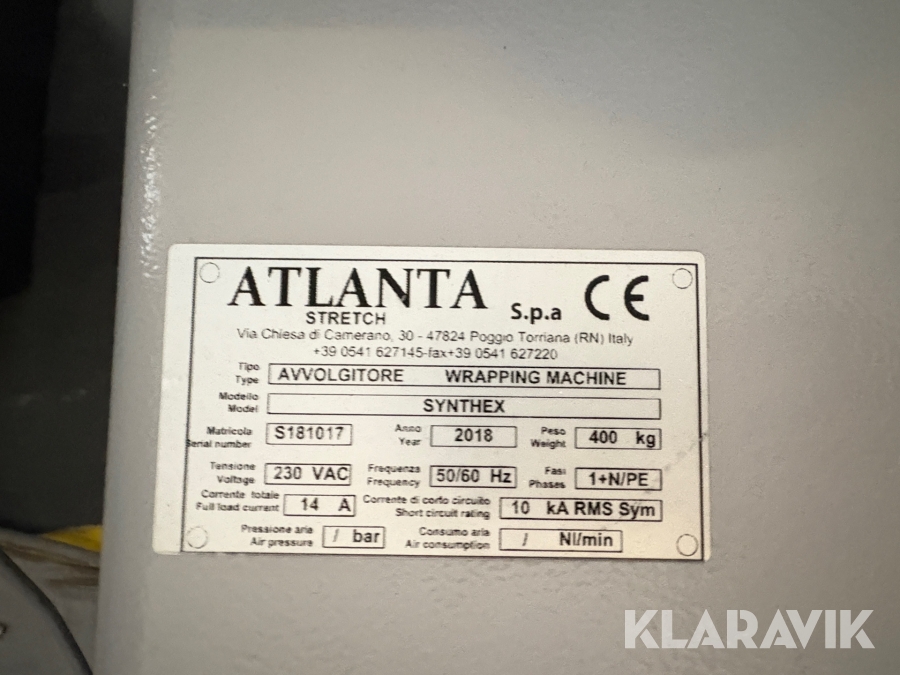 ATLANTA
STRETCH
S.p.a CE
Via Chiesa di Camerano, 30 - 47824 Poggio Torriana (RN) Italy
+39 0541 627145-fax+39 0541 627220
Tipo
Type
AVVOLGITORE WRAPPING MACHINE
Modello
Model
SYNTHEX
Matricola
Serial number
S181017
Anno
Year
2018
Peso
Weight
400 kg
Tensione
Voltage
230 VAC
Frequenza
Frequency
50/60 Hz
Fasi
Phases
1+N/PE
Corrente totale
Full load current
14 A
Corrente di corto circuito
Short circuit rating
10 kA RMS Sym
Pressione aria
Air pressure
/ bar
Consumo aria
Air consumption
/ Nl/min
KLARAVIK